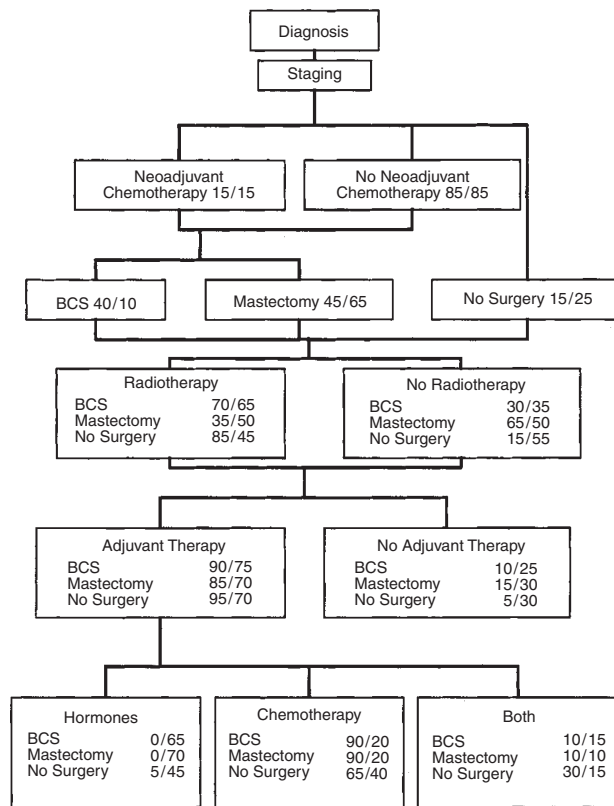 Diagnosis
Staging
Neoadjuvant
Chemotherapy 15/15
No Neoadjuvant
Chemotherapy 85/85
BCS 40/10
Mastectomy 45/65
No Surgery 15/25
Radiotherapy
BCS 70/65
Mastectomy 35/50
No Surgery 85/45
No Radiotherapy
BCS 30/35
Mastectomy 65/50
No Surgery 15/55
Adjuvant Therapy
BCS 90/75
Mastectomy 85/70
No Surgery 95/70
No Adjuvant Therapy
BCS 10/25
Mastectomy 15/30
No Surgery 5/30
Hormones
BCS 0/65
Mastectomy 0/70
No Surgery 5/45
Chemotherapy
BCS 90/20
Mastectomy 90/20
No Surgery 65/40
Both
BCS 10/15
Mastectomy 10/10
No Surgery 30/15